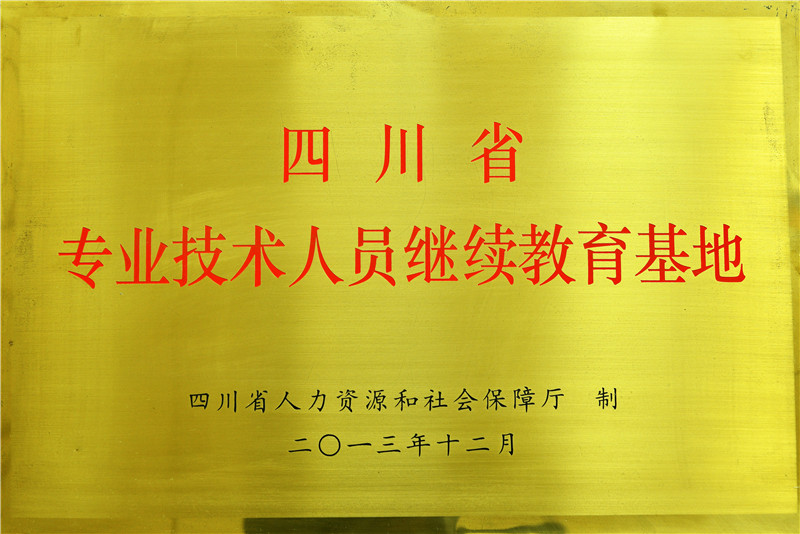 四川省
专业技术人员继续教育基地
四川省人力资源和社会保障厅 制
二〇一三年十二月